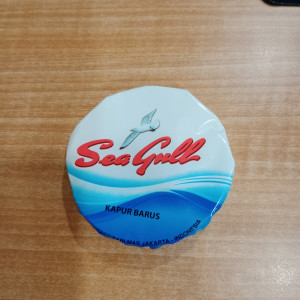 Sea Gull
KAPUR BARUS
JAKARTA - INDONESIA